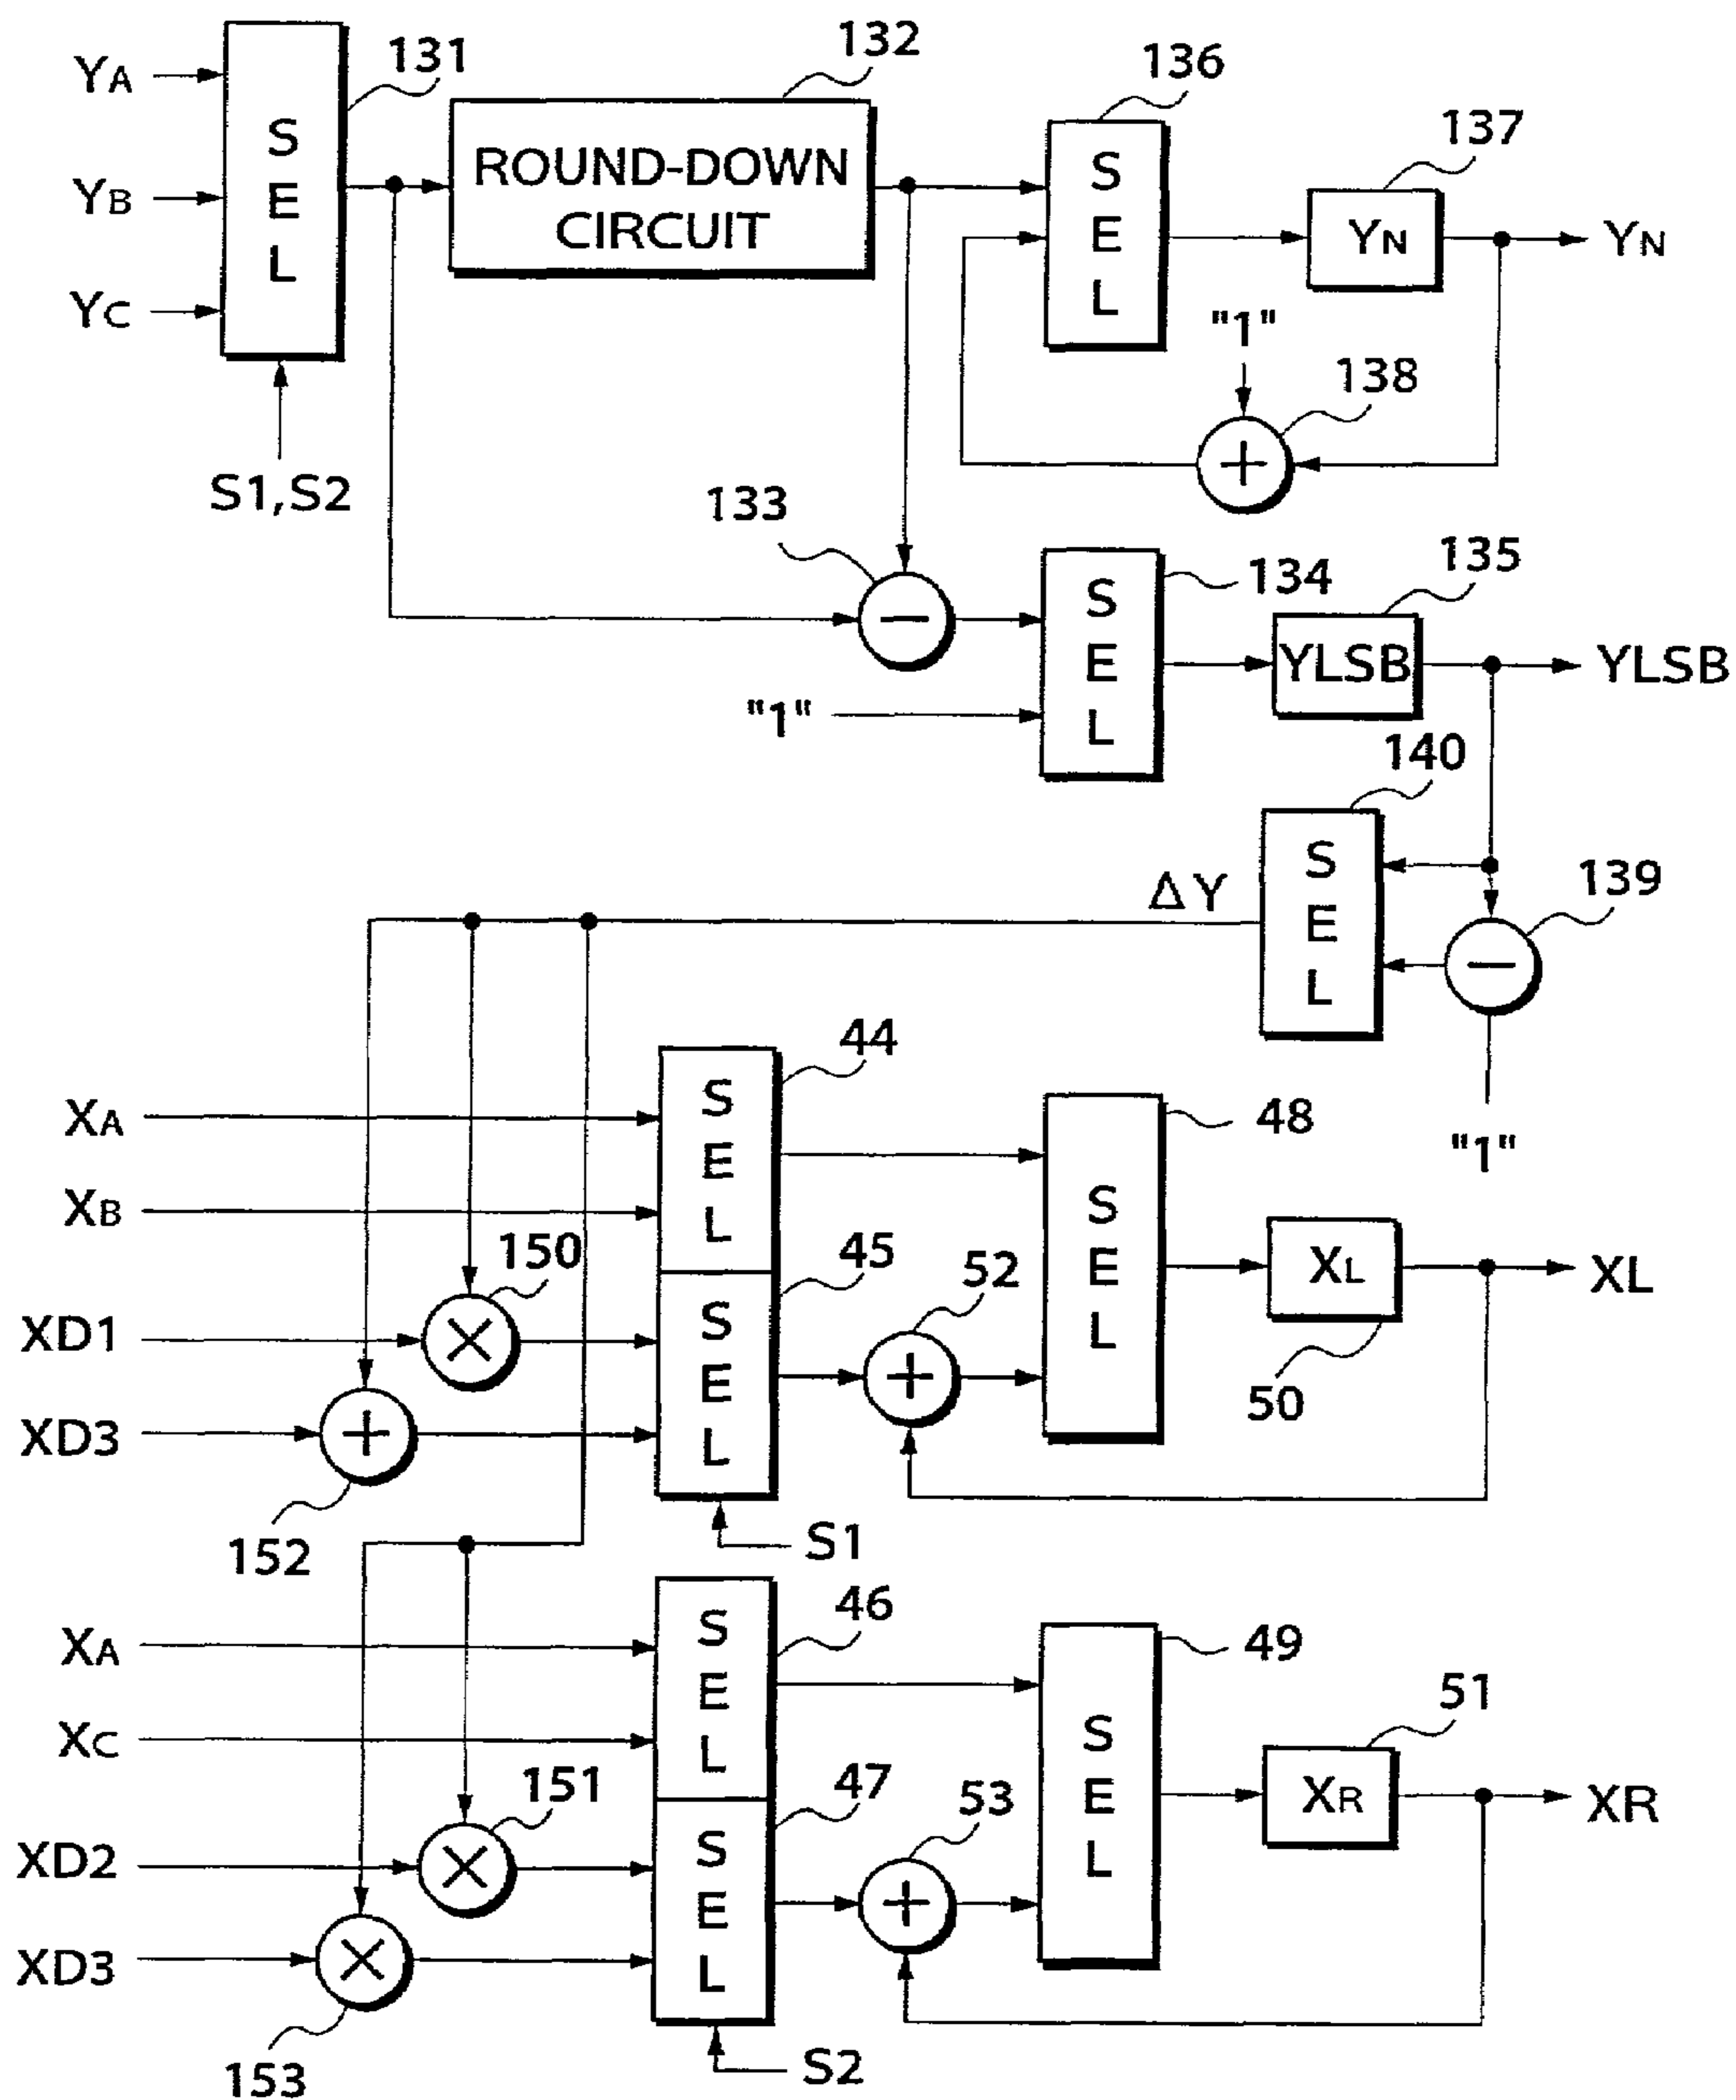 YA
YB
YC
SEL
131
S1,S2
ROUND-DOWN
CIRCUIT
132
SEL
136
YN
137
YN
"1"
+
138
133
−
"1"
SEL
134
YLSB
135
YLSB
SEL
140
ΔY
−
139
"1"
XA
XB
XD1
XD3
×
150
+
152
SEL
44
SEL
45
S1
+
52
SEL
48
XL
50
XL
XA
XC
XD2
XD3
×
151
×
153
SEL
46
SEL
47
S2
+
53
SEL
49
XR
51
XR